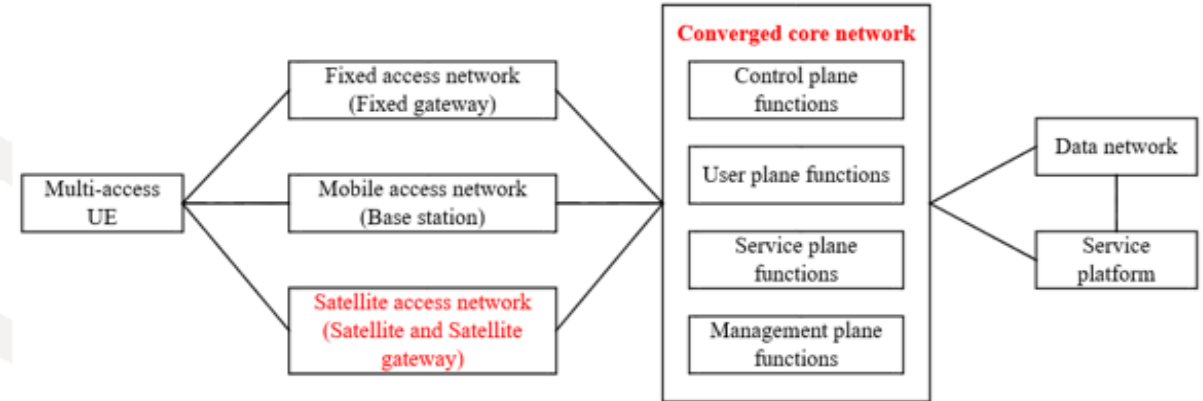 Multi-access
UE
Fixed access network
(Fixed gateway)
Mobile access network
(Base station)
Satellite access network
(Satellite and Satellite
gateway)
Converged core network
Control plane
functions
User plane functions
Service plane
functions
Management plane
functions
Data network
Service
platform